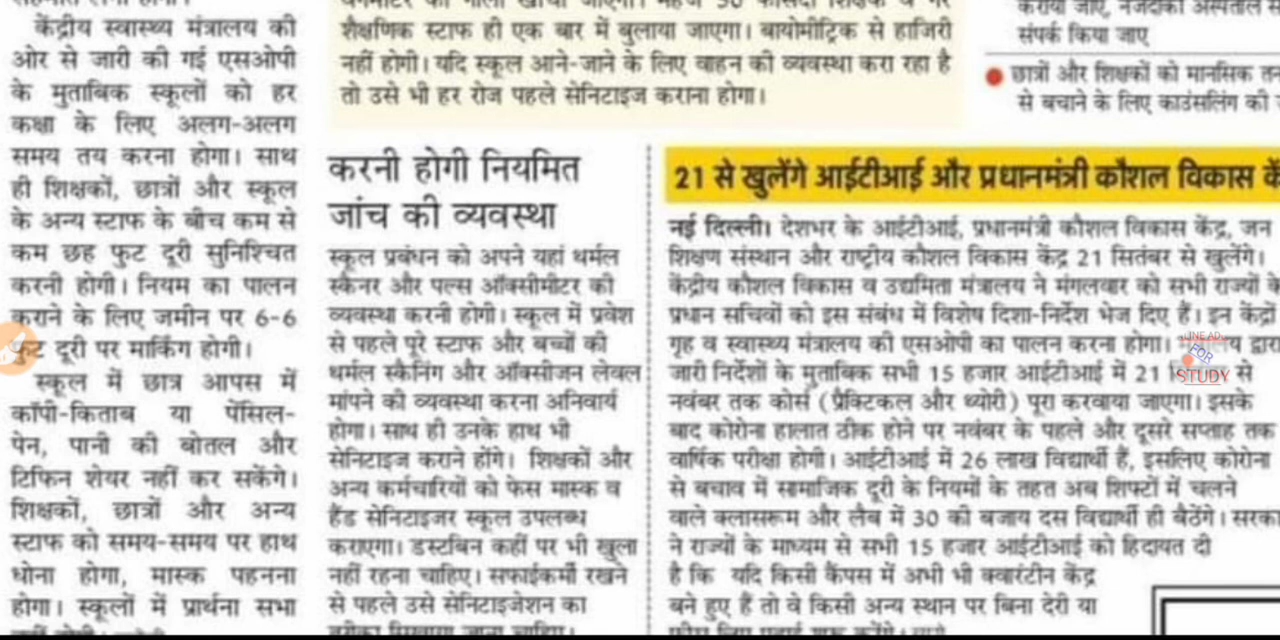 केंद्रीय स्वास्थ्य मंत्रालय की
ओर से जारी की गई एसओपी
के मुताबिक स्कूलों को हर
कक्षा के लिए अलग-अलग
समय तय करना होगा। साथ
ही शिक्षकों, छात्रों और स्कूल
के अन्य स्टाफ के बीच कम से
कम छह फुट दूरी सुनिश्चित
करनी होगी। नियम का पालन
कराने के लिए जमीन पर 6-6
फुट दूरी पर मार्किंग होगी।
स्कूल में छात्र आपस में
कॉपी-किताब या पेंसिल-
पेन, पानी की बोतल और
टिफिन शेयर नहीं कर सकेंगे।
शिक्षकों, छात्रों और अन्य
स्टाफ को समय-समय पर हाथ
धोना होगा, मास्क पहनना
होगा। स्कूलों में प्रार्थना सभा
शैक्षणिक स्टाफ ही एक बार में बुलाया जाएगा। बायोमीट्रिक से हाजिरी
नहीं होगी। यदि स्कूल आने-जाने के लिए वाहन की व्यवस्था करा रहा है
तो उसे भी हर रोज पहले सेनिटाइज कराना होगा।
कराया जाए, नजदीकी अस्पताल
संपर्क किया जाए
छात्रों और शिक्षकों को मानसिक
से बचाने के लिए काउंसलिंग की
करनी होगी नियमित
जांच की व्यवस्था
स्कूल प्रबंधन को अपने यहां थर्मल
स्कैनर और पल्स ऑक्सीमीटर की
व्यवस्था करनी होगी। स्कूल में प्रवेश
से पहले पूरे स्टाफ और बच्चों की
थर्मल स्कैनिंग और ऑक्सीजन लेवल
मांपने की व्यवस्था करना अनिवार्य
होगा। साथ ही उनके हाथ भी
सेनिटाइज कराने होंगे। शिक्षकों और
अन्य कर्मचारियों को फेस मास्क व
हैंड सेनिटाइजर स्कूल उपलब्ध
कराएगा। डस्टबिन कहीं पर भी खुला
नहीं रहना चाहिए। सफाईकर्मी रखने
से पहले उसे सेनिटाइजेशन का
तरीका सिखाया जाना चाहिए।
21 से खुलेंगे आईटीआई और प्रधानमंत्री कौशल विकास
नई दिल्ली। देशभर के आईटीआई, प्रधानमंत्री कौशल विकास केंद्र, जन
शिक्षण संस्थान और राष्ट्रीय कौशल विकास केंद्र 21 सितंबर से खुलेंगे।
केंद्रीय कौशल विकास व उद्यमिता मंत्रालय ने मंगलवार को सभी राज्यों के
प्रधान सचिवों को इस संबंध में विशेष दिशा-निर्देश भेज दिए हैं। इन केंद्रों
गृह व स्वास्थ्य मंत्रालय की एसओपी का पालन करना होगा। द्वारा
जारी निर्देशों के मुताबिक सभी 15 हजार आईटीआई में 21 से
नवंबर तक कोर्स (प्रैक्टिकल और थ्योरी) पूरा करवाया जाएगा। इसके
बाद कोरोना हालात ठीक होने पर नवंबर के पहले और दूसरे सप्ताह तक
वार्षिक परीक्षा होगी। आईटीआई में 26 लाख विद्यार्थी हैं, इसलिए कोरोना
से बचाव में सामाजिक दूरी के नियमों के तहत अब शिफ्टों में चलने
वाले क्लासरूम और लैब में 30 की बजाय दस विद्यार्थी ही बैठेंगे।
ने राज्यों के माध्यम से सभी 15 हजार आईटीआई को हिदायत दी
है कि यदि किसी कैंपस में अभी भी क्वारंटीन केंद्र
बने हुए हैं तो वे किसी अन्य स्थान पर बिना देरी या
FOR
STUDY